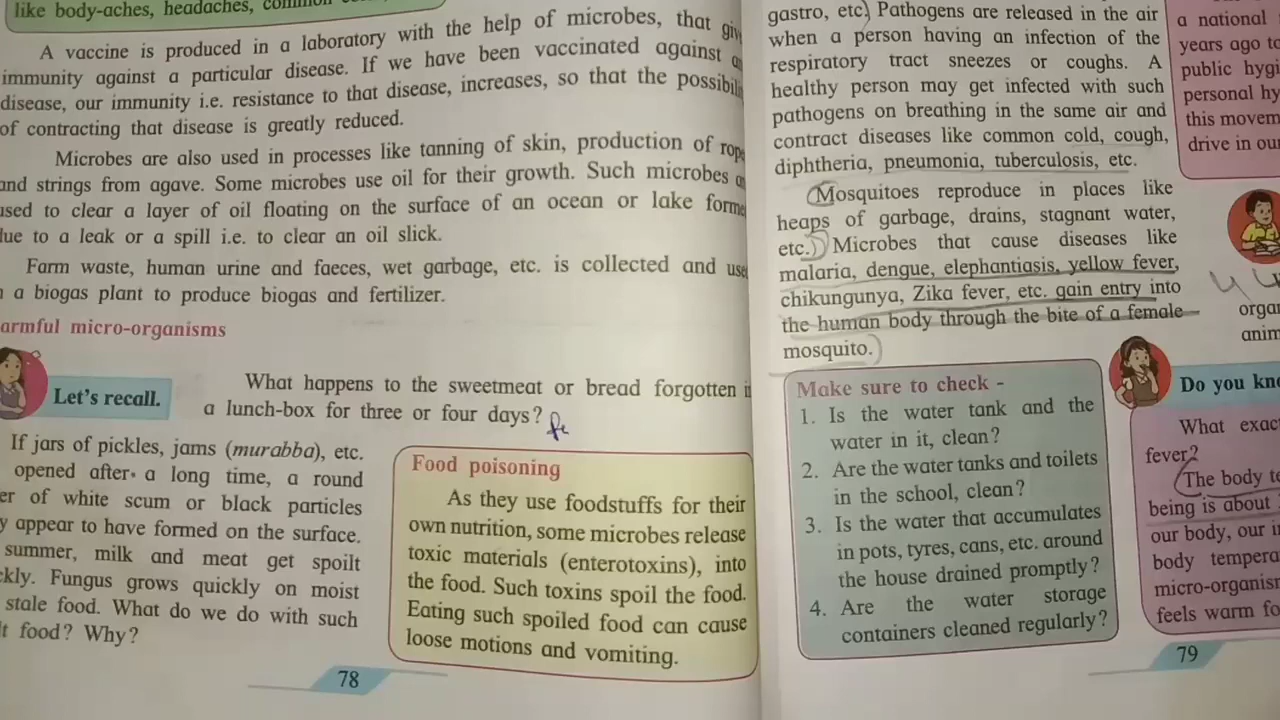 like body-aches, headaches, common
A vaccine is produced in a laboratory with the help of microbes, that
immunity against a particular disease. If we have been vaccinated against
disease, our immunity i.e. resistance to that disease, increases, so that the
of contracting that disease is greatly reduced.
Microbes are also used in processes like tanning of skin, production of
and strings from agave. Some microbes use oil for their growth. Such microbes
used to clear a layer of oil floating on the surface of an ocean or lake
due to a leak or a spill i.e. to clear an oil slick.
Farm waste, human urine and faeces, wet garbage, etc. is collected and
a biogas plant to produce biogas and fertilizer.
armful micro-organisms
Let's recall.
What happens to the sweetmeat or bread forgotten
a lunch-box for three or four days?
If jars of pickles, jams (murabba), etc.
opened after a long time, a round
er of white scum or black particles
y appear to have formed on the surface.
summer, milk and meat get spoilt
ckly. Fungus grows quickly on moist
stale food. What do we do with such
lt food? Why?
Food poisoning
As they use foodstuffs for their
own nutrition, some microbes release
toxic materials (enterotoxins), into
the food. Such toxins spoil the food.
Eating such spoiled food can cause
loose motions and vomiting.
78
gastro, etc. Pathogens are released in the air
when a person having an infection of the
respiratory tract sneezes or coughs. A
healthy person may get infected with such
pathogens on breathing in the same air and
contract diseases like common cold, cough,
diphtheria, pneumonia, tuberculosis, etc.
Mosquitoes reproduce in places like
heaps of garbage, drains, stagnant water,
etc. Microbes that cause diseases like
malaria, dengue, elephantiasis, yellow fever,
chikungunya, Zika fever, etc. gain entry into
the human body through the bite of a female
mosquito.
Make sure to check -
1. Is the water tank and the
water in it, clean?
2. Are the water tanks and toilets
in the school, clean?
3. Is the water that accumulates
in pots, tyres, cans, etc. around
the house drained promptly?
4. Are the water storage
containers cleaned regularly?
a national
years ago to
public hygi
personal hy
this movem
drive in our
orga
anim
Do you kno
What exac
fever?
The body te
being is about
our body, our i
body tempera
micro-organism
feels warm fo
79